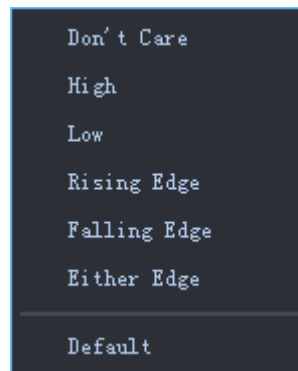 Don't Care
High
Low
Rising Edge
Falling Edge
Either Edge
Default